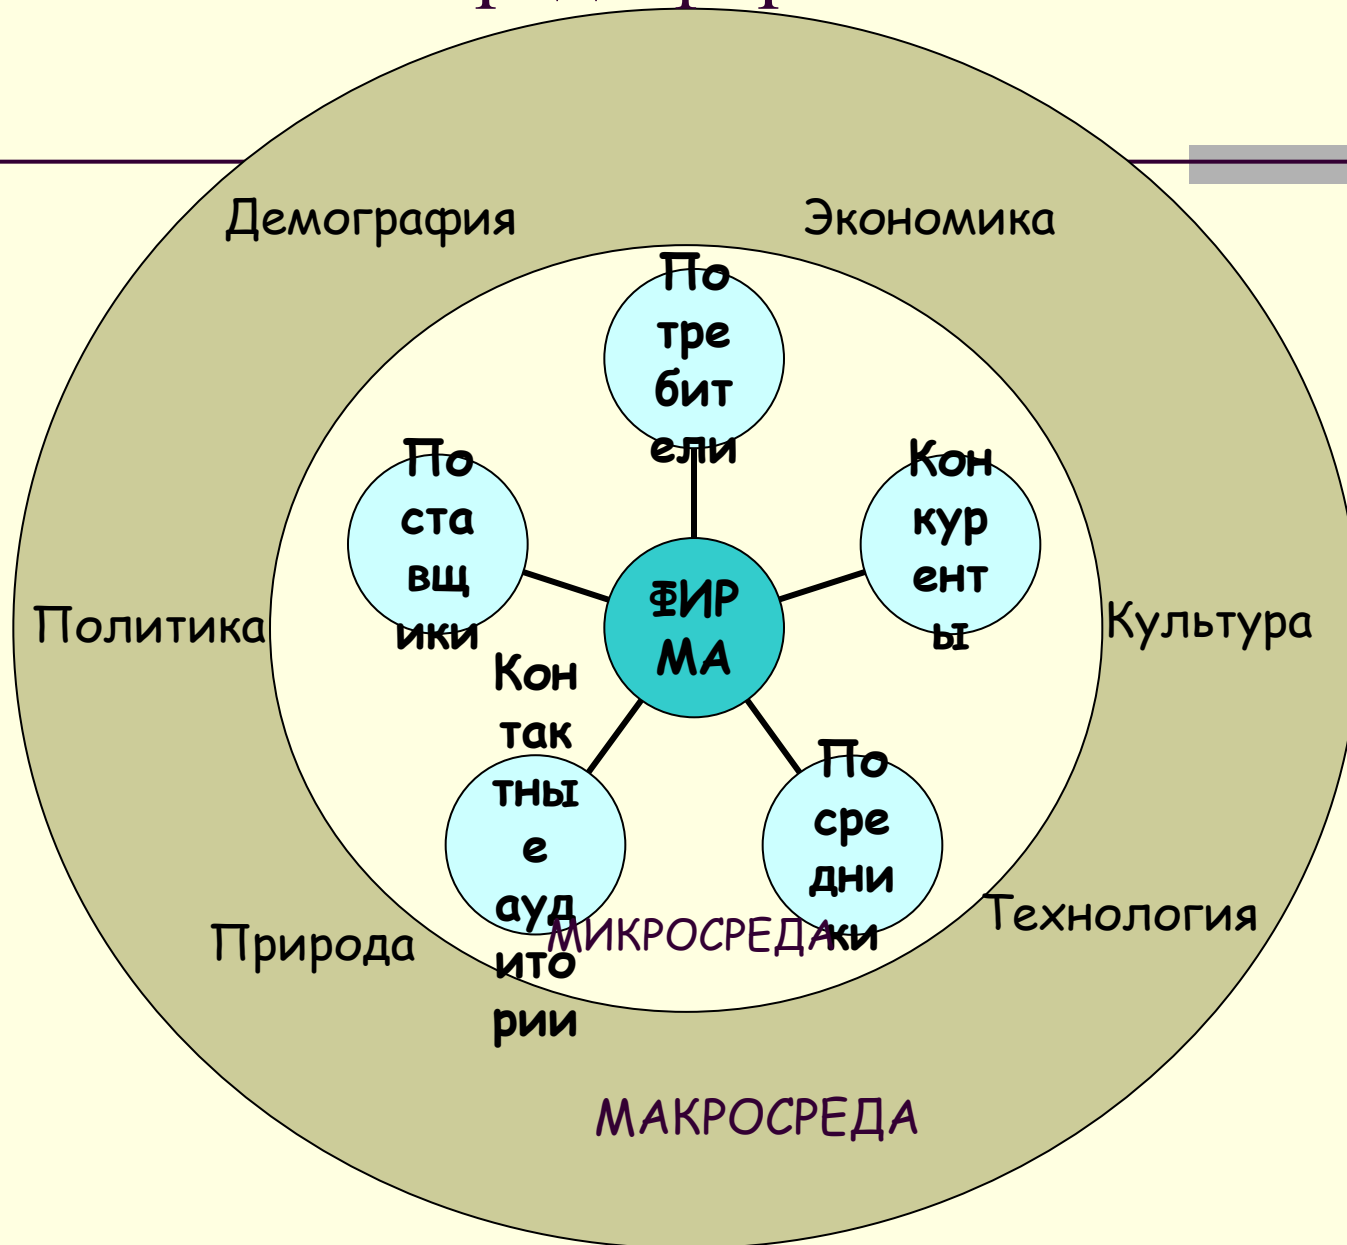 Демография
Экономика
По
тре
бит
ели
По
ста
вщ
ики
Кон
кур
ент
ы
ФИР
МА
Политика
Культура
Кон
так
тны
е
ауд
ито
рии
По
сре
дни
ки
Природа
МИКРОСРЕДА
Технология
МАКРОСРЕДА